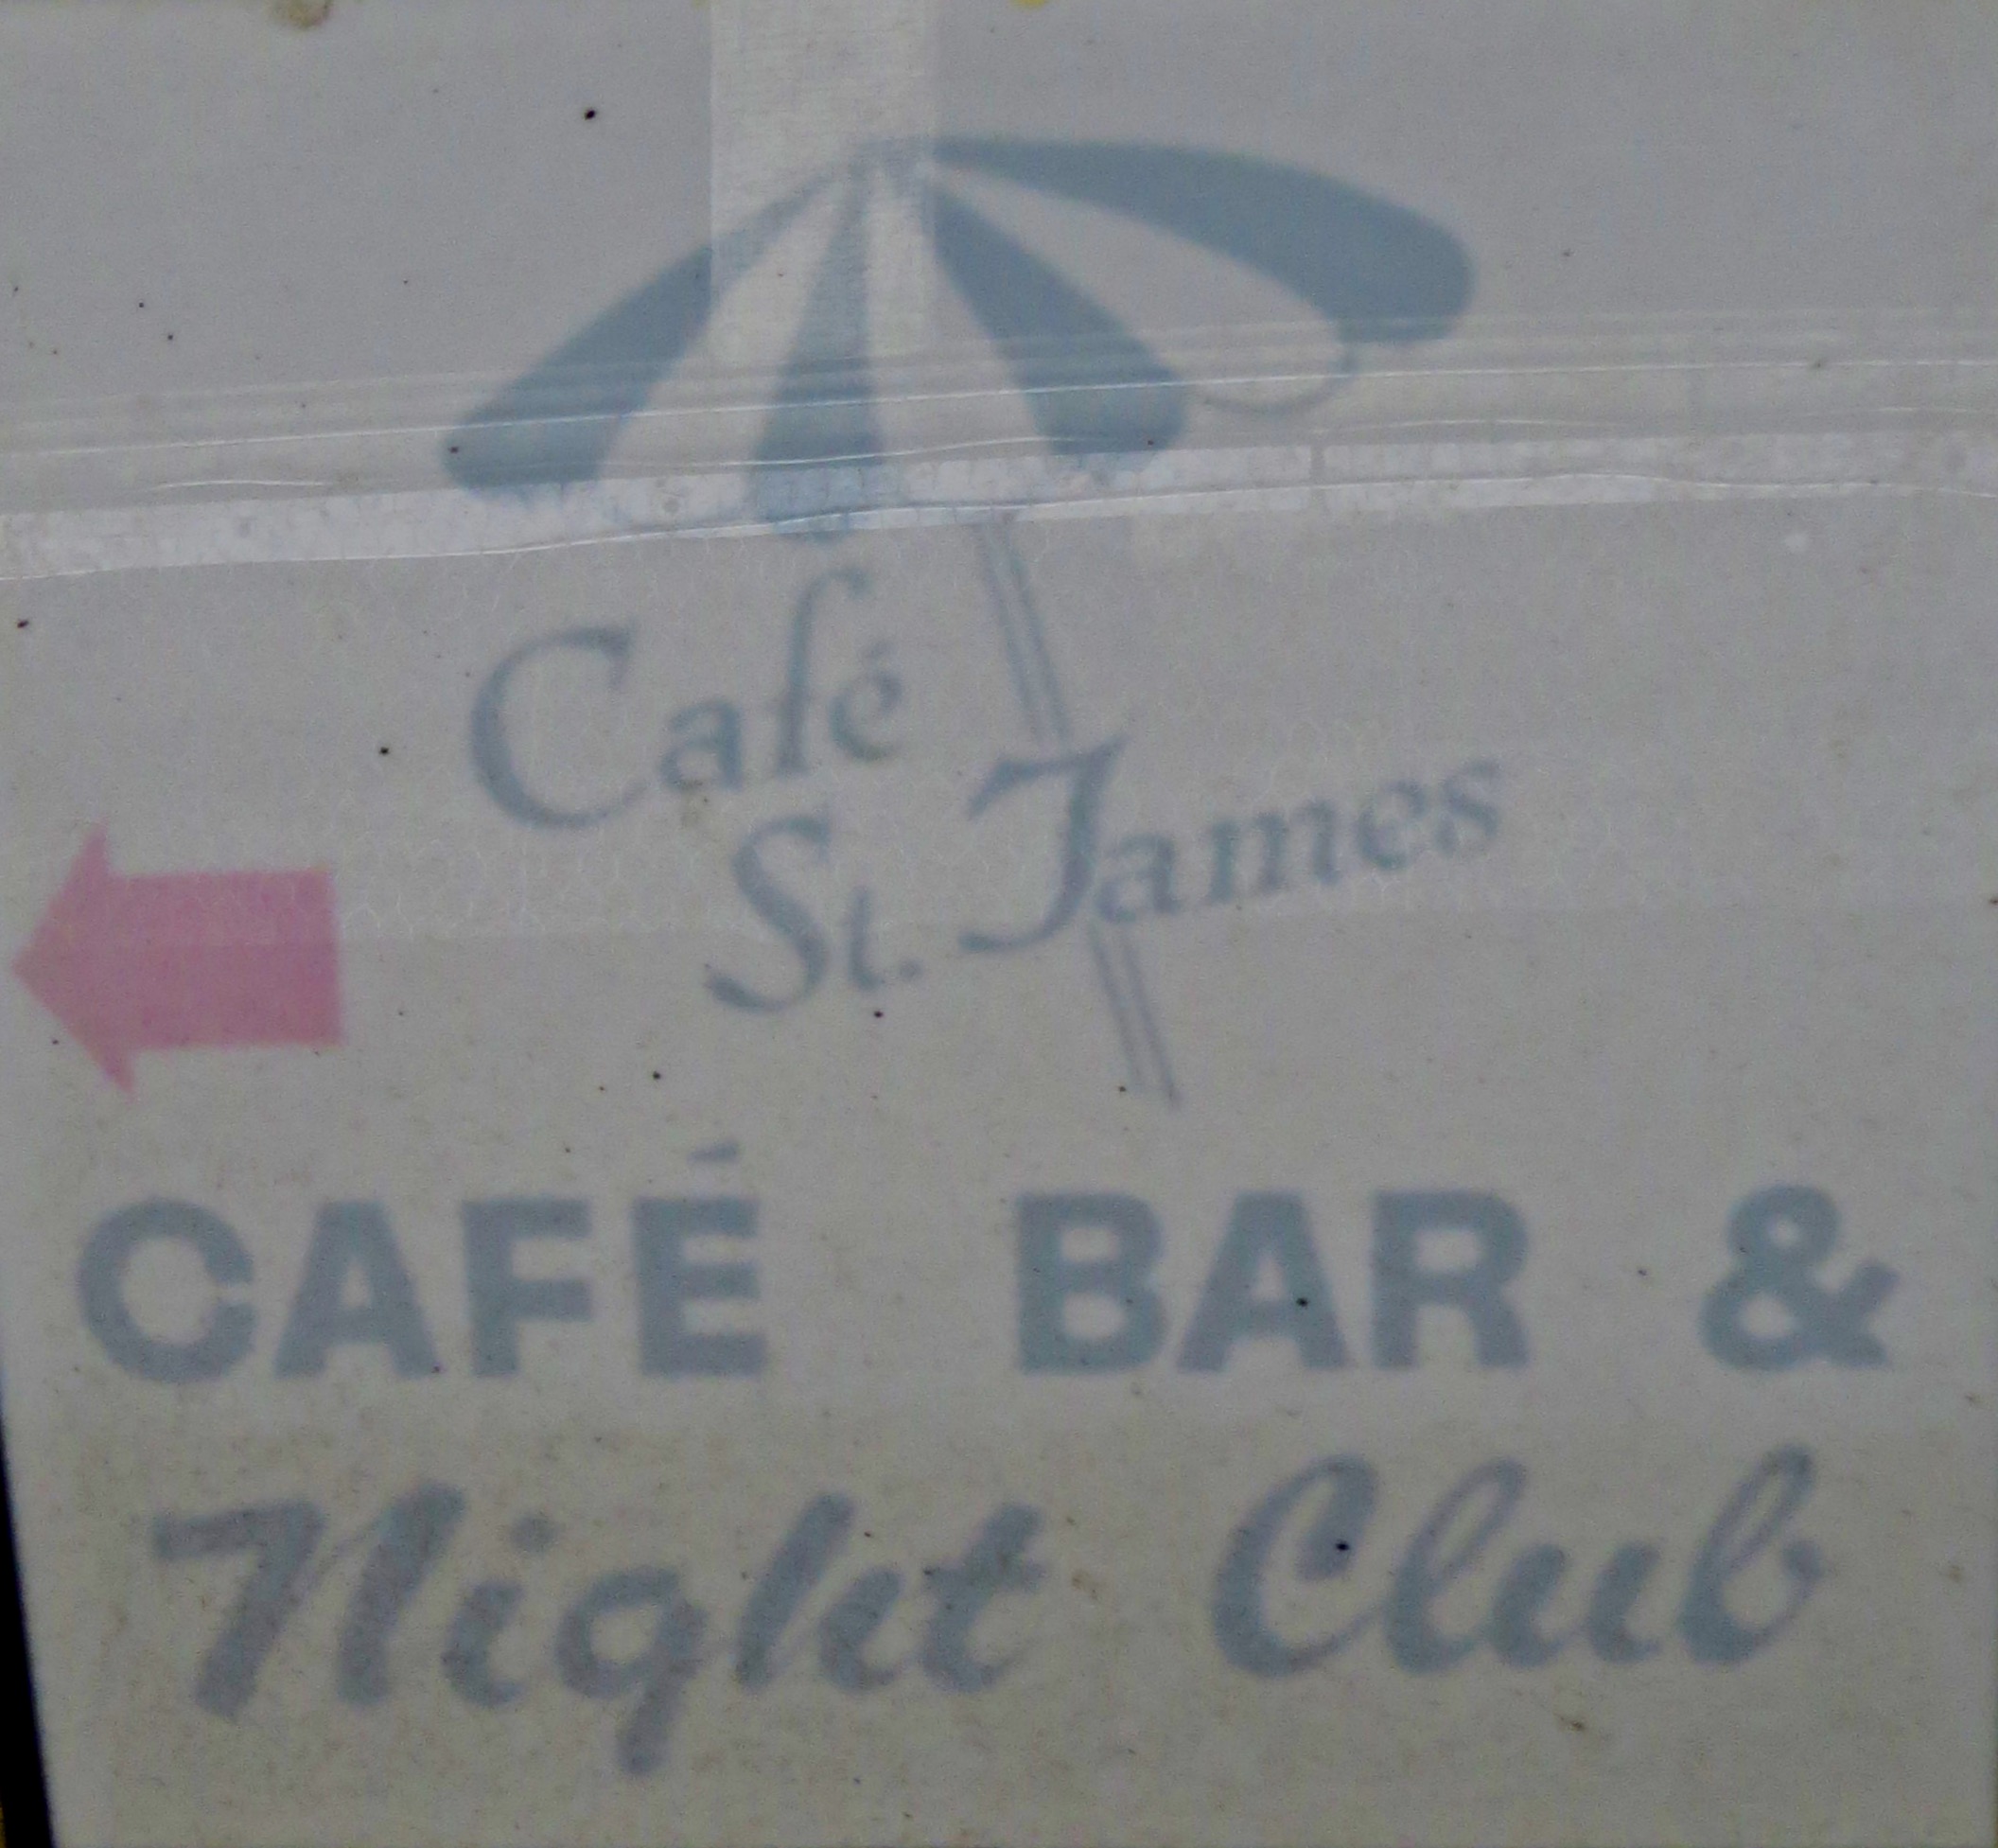 Café
St. James
CAFÉ BAR &
Night Club